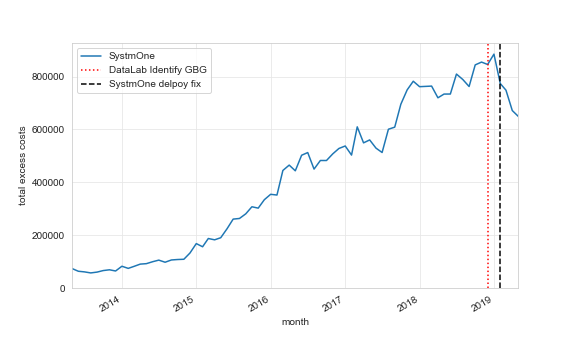 SystmOne
DataLab Identify GBG
SystmOne delpoy fix
800000
600000
400000
200000
0
total excess costs
2014
2015
2016
2017
2018
2019
month